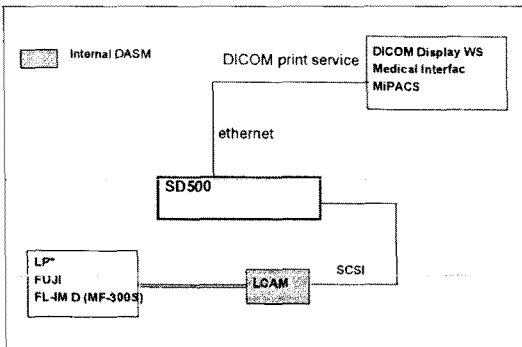 Internal DASM
DICOM print service
DICOM Display WS
Medical Interfac
MiPACS
ethernet
SD500
LP*
FUJI
FL-IM D (MF-300S)
LCAM
SCSI